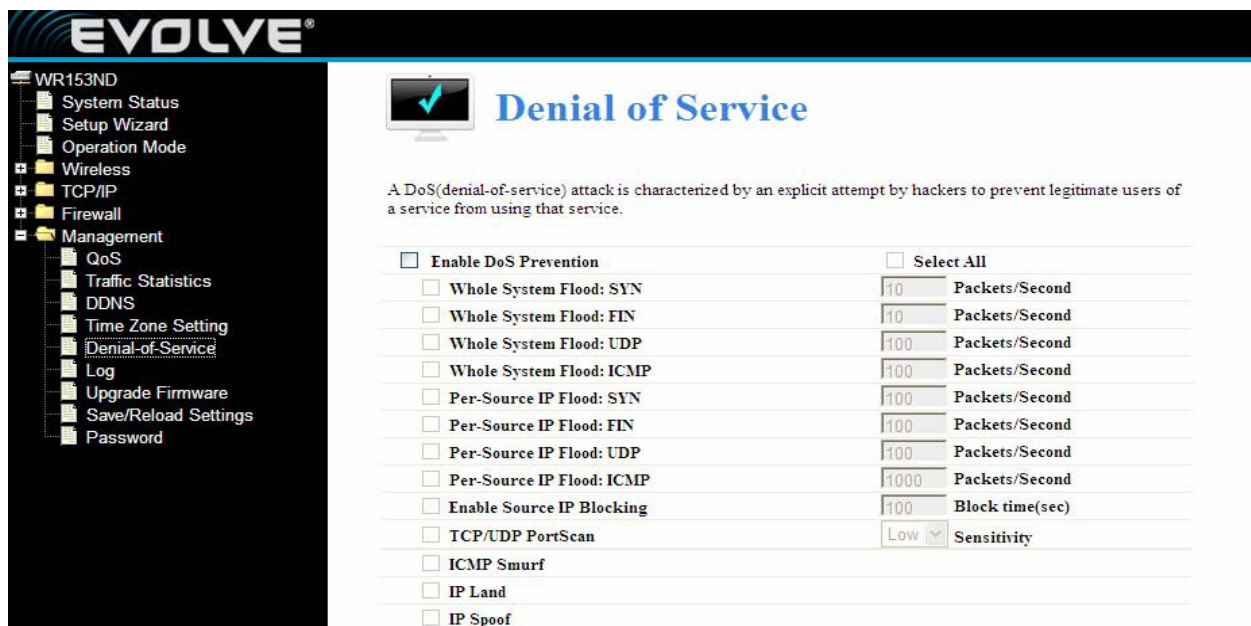 EVOLVE®
WR153ND
System Status
Setup Wizard
Operation Mode
Wireless
TCP/IP
Firewall
Management
QoS
Traffic Statistics
DDNS
Time Zone Setting
Denial-of-Service
Log
Upgrade Firmware
Save/Reload Settings
Password
Denial of Service
A DoS(denial-of-service) attack is characterized by an explicit attempt by hackers to prevent legitimate users of
a service from using that service.
Enable DoS Prevention Select All
Whole System Flood: SYN 10 Packets/Second
Whole System Flood: FIN 10 Packets/Second
Whole System Flood: UDP 100 Packets/Second
Whole System Flood: ICMP 100 Packets/Second
Per-Source IP Flood: SYN 100 Packets/Second
Per-Source IP Flood: FIN 100 Packets/Second
Per-Source IP Flood: UDP 100 Packets/Second
Per-Source IP Flood: ICMP 1000 Packets/Second
Enable Source IP Blocking 100 Block time(sec)
TCP/UDP PortScan Low Sensitivity
ICMP Smurf
IP Land
IP Spoof